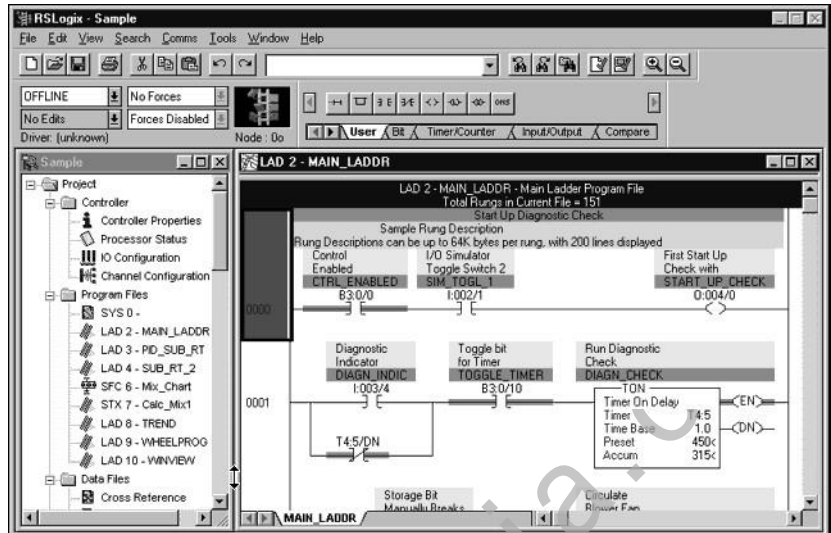 RSLogix - Sample
File Edit View Search Comms Tools Window Help
OFFLINE
No Forces
No Edits
Forces Disabled
Driver: (unknown)
Node : 0o
User
Bit
Timer/Counter
Input/Output
Compare
Sample
Project
Controller
Controller Properties
Processor Status
IO Configuration
Channel Configuration
Program Files
SYS 0 -
LAD 2 - MAIN_LADDR
LAD 3 - PID_SUB_RT
LAD 4 - SUB_RT_2
SFC 6 - Mix_Chart
STX 7 - Calc_Mix1
LAD 8 - TREND
LAD 9 - WHEELPROG
LAD 10 - WINVIEW
Data Files
Cross Reference
LAD 2 - MAIN_LADDR
LAD 2 - MAIN_LADDR - Main Ladder Program File
Total Rungs in Current File = 151
Start Up Diagnostic Check
Sample Rung Description
Rung Descriptions can be up to 64K bytes per rung, with 200 lines displayed
Control
Enabled
CTRL_ENABLED
B3:0/0
I/O Simulator
Toggle Switch 2
SIM_TOGL_1
I:002/1
First Start Up
Check with
START_UP_CHECK
O:004/0
0000
Diagnostic
Indicator
DIAGN_INDIC
I:003/4
Toggle bit
for Timer
TOGGLE_TIMER
B3:0/10
Run Diagnostic
Check
DIAGN_CHECK
TON
Timer On Delay
Timer T4:5
Time Base 1.0
Preset 450<
Accum 315<
EN
DN
0001
T4:5/DN
Storage Bit
Manually Breaks
Circulate
Blower Fan
MAIN_LADDR